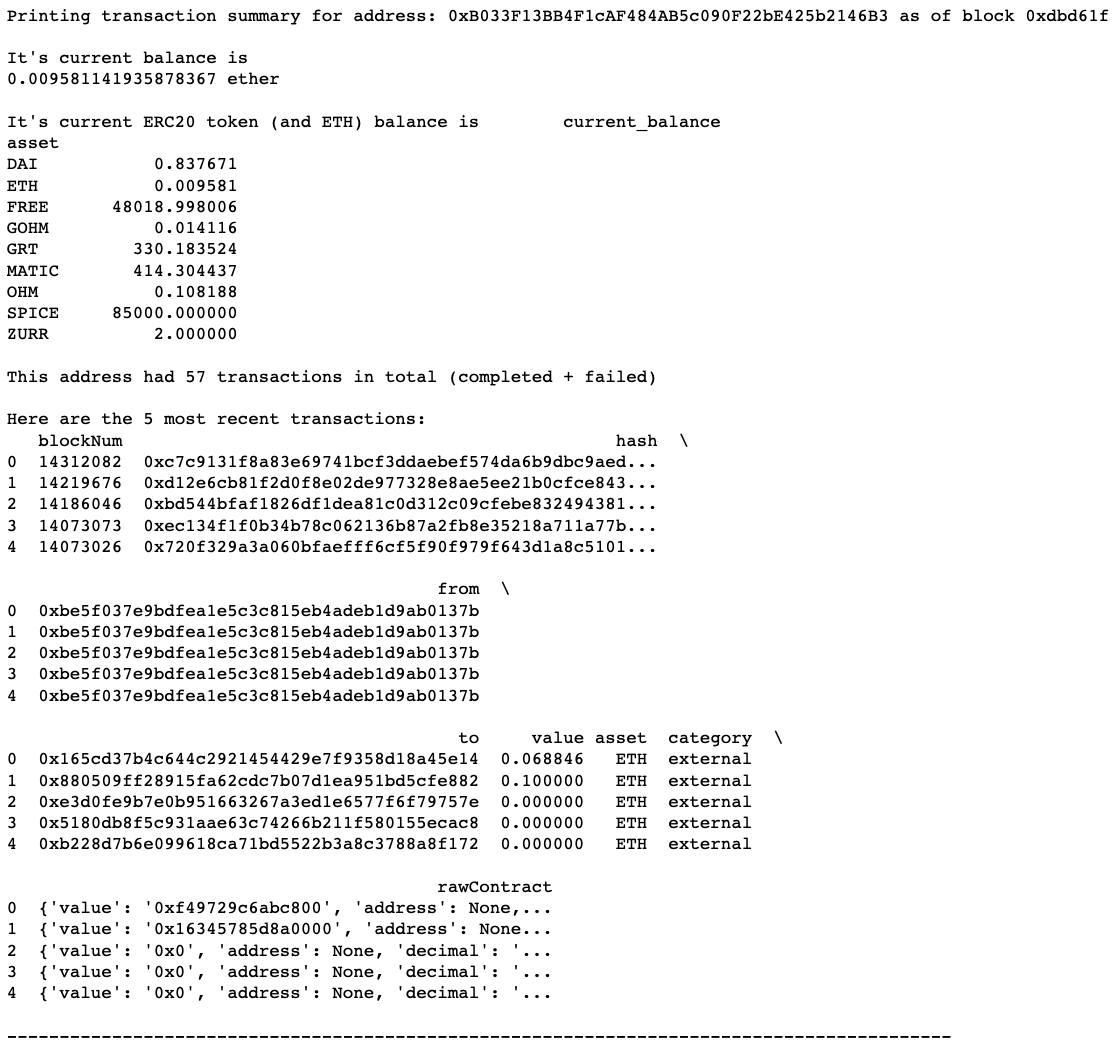 Printing transaction summary for address: 0xB033F13BB4F1cAF484AB5c090F22bE425b2146B3 as of block 0xdbd61f
It's current balance is
0.009581141935878367 ether
It's current ERC20 token (and ETH) balance is        current_balance
asset
DAI           0.837671
ETH           0.009581
FREE      48018.998006
GOHM          0.014116
GRT         330.183524
MATIC       414.304437
OHM           0.108188
SPICE     85000.000000
ZURR          2.000000
This address had 57 transactions in total (completed + failed)
Here are the 5 most recent transactions:
   blockNum                                               hash  \
0  14312082  0xc7c9131f8a83e69741bcf3ddaebef574da6b9dbc9aed...
1  14219676  0xd12e6cb81f2d0f8e02de977328e8ae5ee21b0cfce843...
2  14186046  0xbd544bfaf1826df1dea81c0d312c09cfebe832494381...
3  14073073  0xec134f1f0b34b78c062136b87a2fb8e35218a711a77b...
4  14073026  0x720f329a3a060bfaefff6cf5f90f979f643d1a8c5101...
                                         from  \
0  0xbe5f037e9bdfea1e5c3c815eb4adeb1d9ab0137b
1  0xbe5f037e9bdfea1e5c3c815eb4adeb1d9ab0137b
2  0xbe5f037e9bdfea1e5c3c815eb4adeb1d9ab0137b
3  0xbe5f037e9bdfea1e5c3c815eb4adeb1d9ab0137b
4  0xbe5f037e9bdfea1e5c3c815eb4adeb1d9ab0137b
                                           to     value asset  category  \
0  0x165cd37b4c644c2921454429e7f9358d18a45e14  0.068846   ETH  external
1  0x880509ff28915fa62cdc7b07d1ea951bd5cfe882  0.100000   ETH  external
2  0xe3d0fe9b7e0b951663267a3ed1e6577f6f79757e  0.000000   ETH  external
3  0x5180db8f5c931aae63c74266b211f580155ecac8  0.000000   ETH  external
4  0xb228d7b6e099618ca71bd5522b3a8c3788a8f172  0.000000   ETH  external
                                         rawContract
0  {'value': '0xf49729c6abc800', 'address': None,...
1  {'value': '0x16345785d8a0000', 'address': None...
2  {'value': '0x0', 'address': None, 'decimal': '...
3  {'value': '0x0', 'address': None, 'decimal': '...
4  {'value': '0x0', 'address': None, 'decimal': '...
------------------------------------------------------------------------------------------